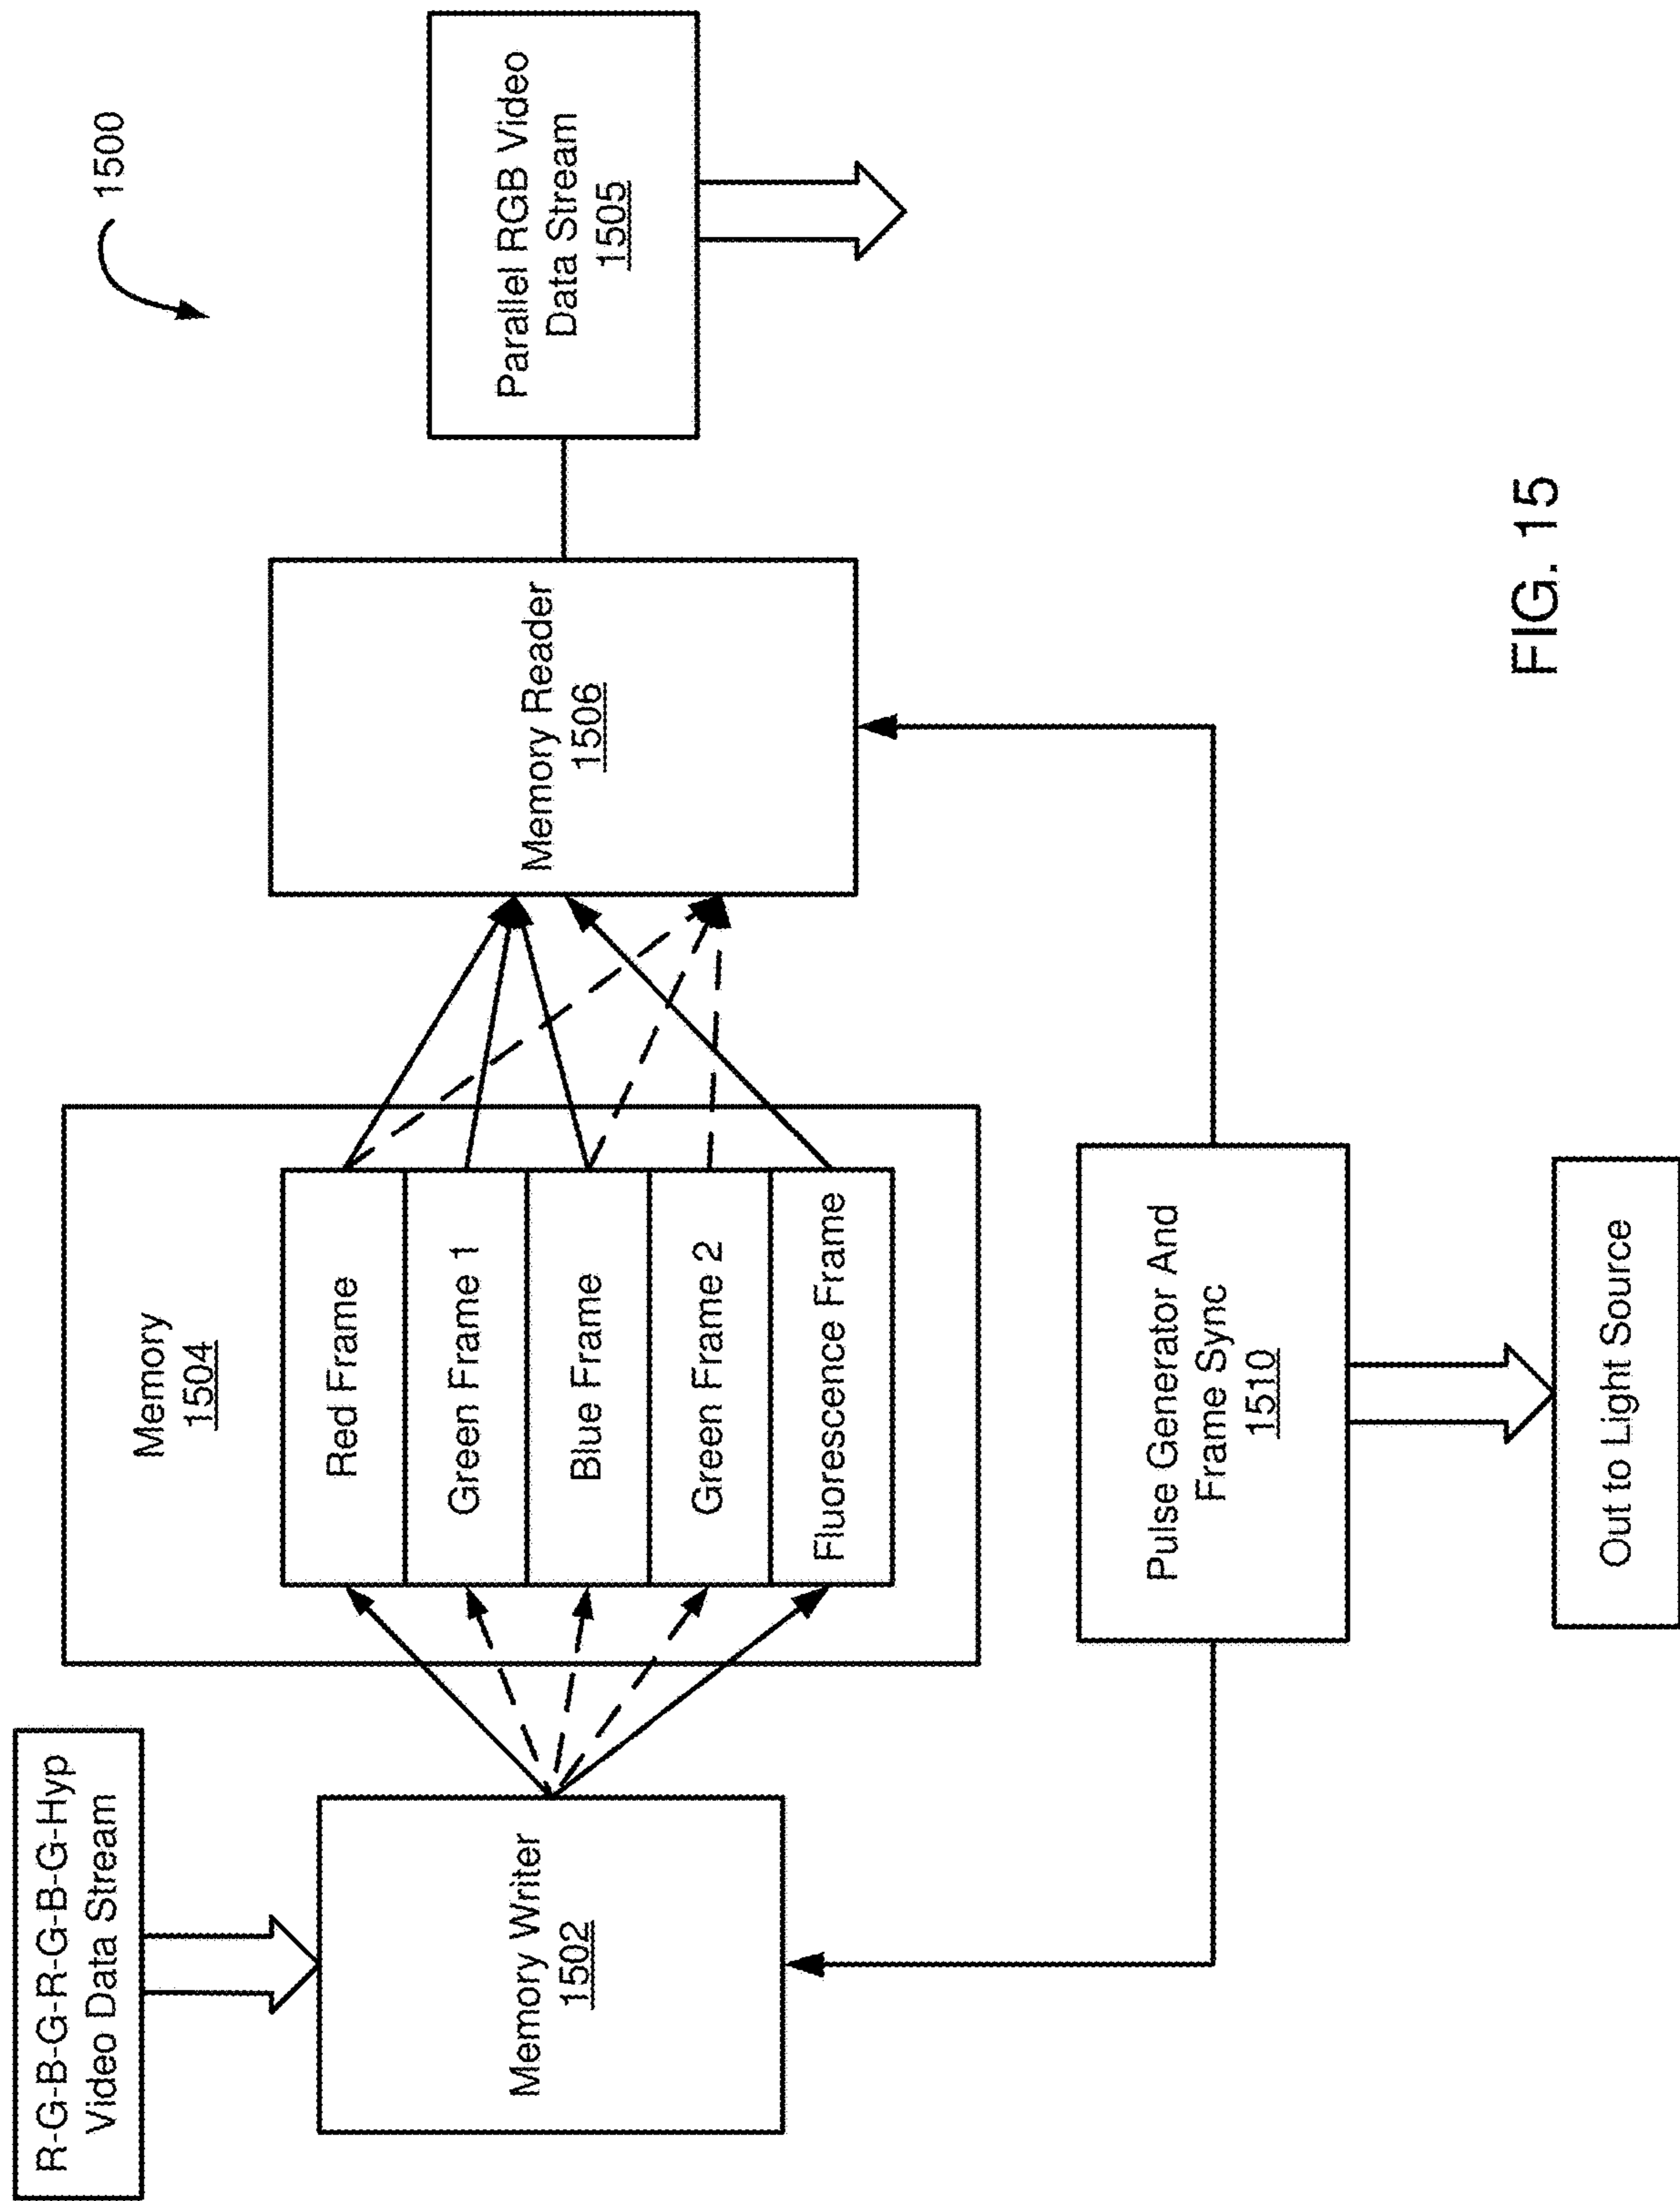 1500
R-G-B-G-R-G-B-G-Hyp
Video Data Stream
Memory Writer
1502
Memory
1504
Red Frame
Green Frame 1
Blue Frame
Green Frame 2
Fluorescence Frame
Memory Reader
1506
Parallel RGB Video
Data Stream
1505
Pulse Generator And
Frame Sync
1510
Out to Light Source
FIG. 15